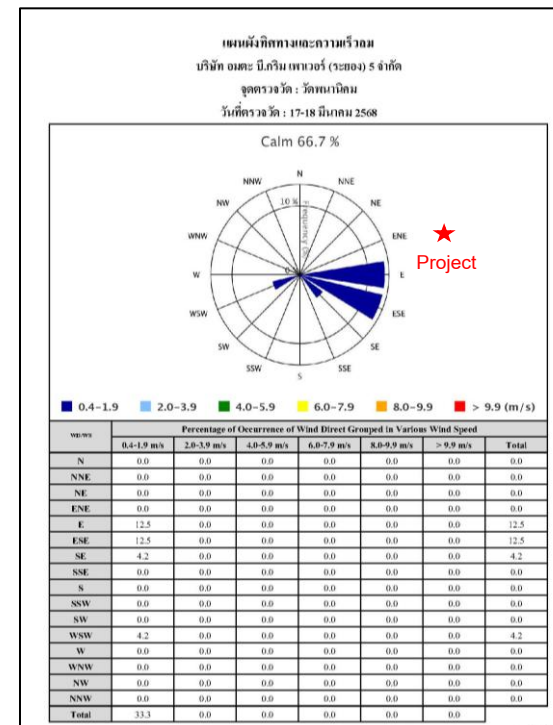 แผนผังทิศทางและความเร็วลม
บริษัท อมตะ บี.กริม เพาเวอร์ (ระยอง) 5 จำกัด
จุดตรวจวัด : วัดพนานิคม
วันที่ตรวจวัด : 17-18 มีนาคม 2568
Calm 66.7 %
N
NNW NNE
NW 10 % NE
WNW ENE
Frequency (%)
Project
W 0 % E
WSW ESE
SW SE
SSW SSE
S
0.4-1.9 2.0-3.9 4.0-5.9 6.0-7.9 8.0-9.9 > 9.9 (m/s)
WD/WS Percentage of Occurrence of Wind Direct Grouped in Various Wind Speed
0.4-1.9 m/s 2.0-3.9 m/s 4.0-5.9 m/s 6.0-7.9 m/s 8.0-9.9 m/s > 9.9 m/s Total
N 0.0 0.0 0.0 0.0 0.0 0.0 0.0
NNE 0.0 0.0 0.0 0.0 0.0 0.0 0.0
NE 0.0 0.0 0.0 0.0 0.0 0.0 0.0
ENE 0.0 0.0 0.0 0.0 0.0 0.0 0.0
E 12.5 0.0 0.0 0.0 0.0 0.0 12.5
ESE 12.5 0.0 0.0 0.0 0.0 0.0 12.5
SE 4.2 0.0 0.0 0.0 0.0 0.0 4.2
SSE 0.0 0.0 0.0 0.0 0.0 0.0 0.0
S 0.0 0.0 0.0 0.0 0.0 0.0 0.0
SSW 0.0 0.0 0.0 0.0 0.0 0.0 0.0
SW 0.0 0.0 0.0 0.0 0.0 0.0 0.0
WSW 4.2 0.0 0.0 0.0 0.0 0.0 4.2
W 0.0 0.0 0.0 0.0 0.0 0.0 0.0
WNW 0.0 0.0 0.0 0.0 0.0 0.0 0.0
NW 0.0 0.0 0.0 0.0 0.0 0.0 0.0
NNW 0.0 0.0 0.0 0.0 0.0 0.0 0.0
Total 33.3 0.0 0.0 0.0 0.0 0.0